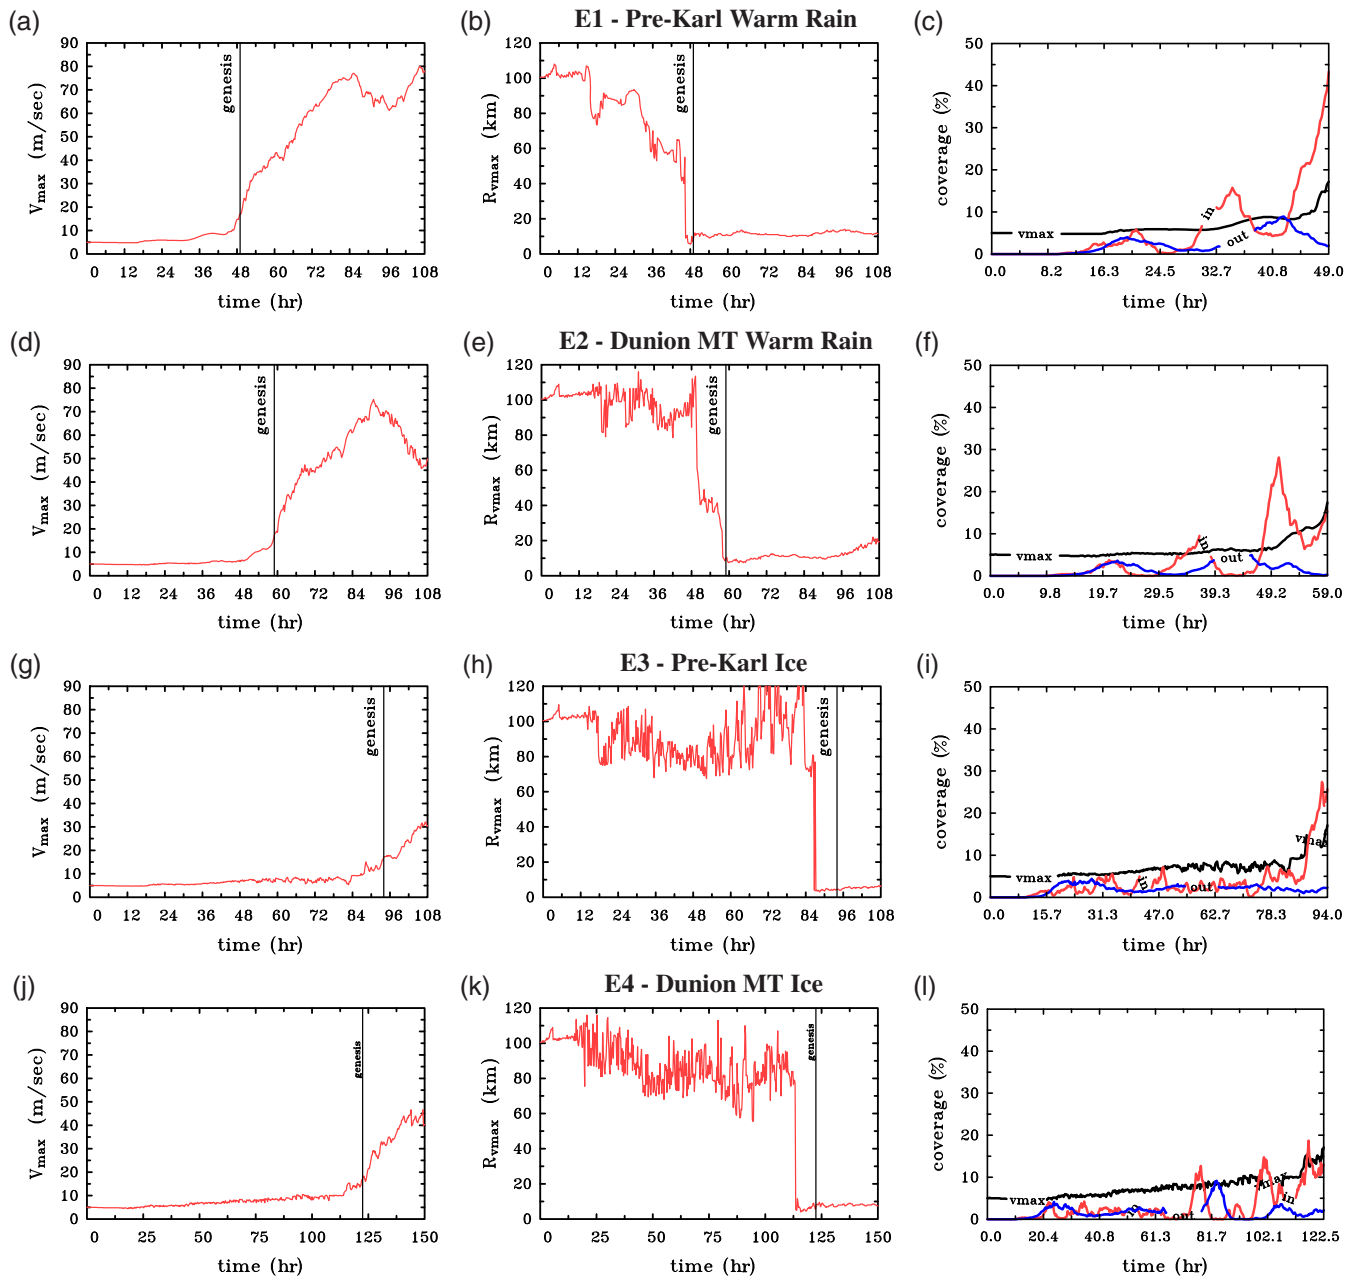 E1 - Pre-Karl Warm Rain
(a)
90
80
70
60
50
40
30
20
10
0
Vmax (m/sec)
genesis
0 12 24 36 48 60 72 84 96 108
time (hr)
(b)
120
100
80
60
40
20
0
Rvmax (km)
genesis
0 12 24 36 48 60 72 84 96 108
time (hr)
(c)
50
40
30
20
10
0
coverage (%)
vmax
in
out
0.0 8.2 16.3 24.5 32.7 40.8 49.0
time (hr)
E2 - Dunion MT Warm Rain
(d)
90
80
70
60
50
40
30
20
10
0
Vmax (m/sec)
genesis
0 12 24 36 48 60 72 84 96 108
time (hr)
(e)
120
100
80
60
40
20
0
Rvmax (km)
genesis
0 12 24 36 48 60 72 84 96 108
time (hr)
(f)
50
40
30
20
10
0
coverage (%)
vmax
in
out
0.0 9.8 19.7 29.5 39.3 49.2 59.0
time (hr)
E3 - Pre-Karl Ice
(g)
90
80
70
60
50
40
30
20
10
0
Vmax (m/sec)
genesis
0 12 24 36 48 60 72 84 96 108
time (hr)
(h)
120
100
80
60
40
20
0
Rvmax (km)
genesis
0 12 24 36 48 60 72 84 96 108
time (hr)
(i)
50
40
30
20
10
0
coverage (%)
vmax
in
out
vmax
0.0 15.7 31.3 47.0 62.7 78.3 94.0
time (hr)
E4 - Dunion MT Ice
(j)
90
80
70
60
50
40
30
20
10
0
Vmax (m/sec)
genesis
0 25 50 75 100 125 150
time (hr)
(k)
120
100
80
60
40
20
0
Rvmax (km)
genesis
0 25 50 75 100 125 150
time (hr)
(l)
50
40
30
20
10
0
coverage (%)
vmax
in
out
vmax
in
0.0 20.4 40.8 61.3 81.7 102.1 122.5
time (hr)